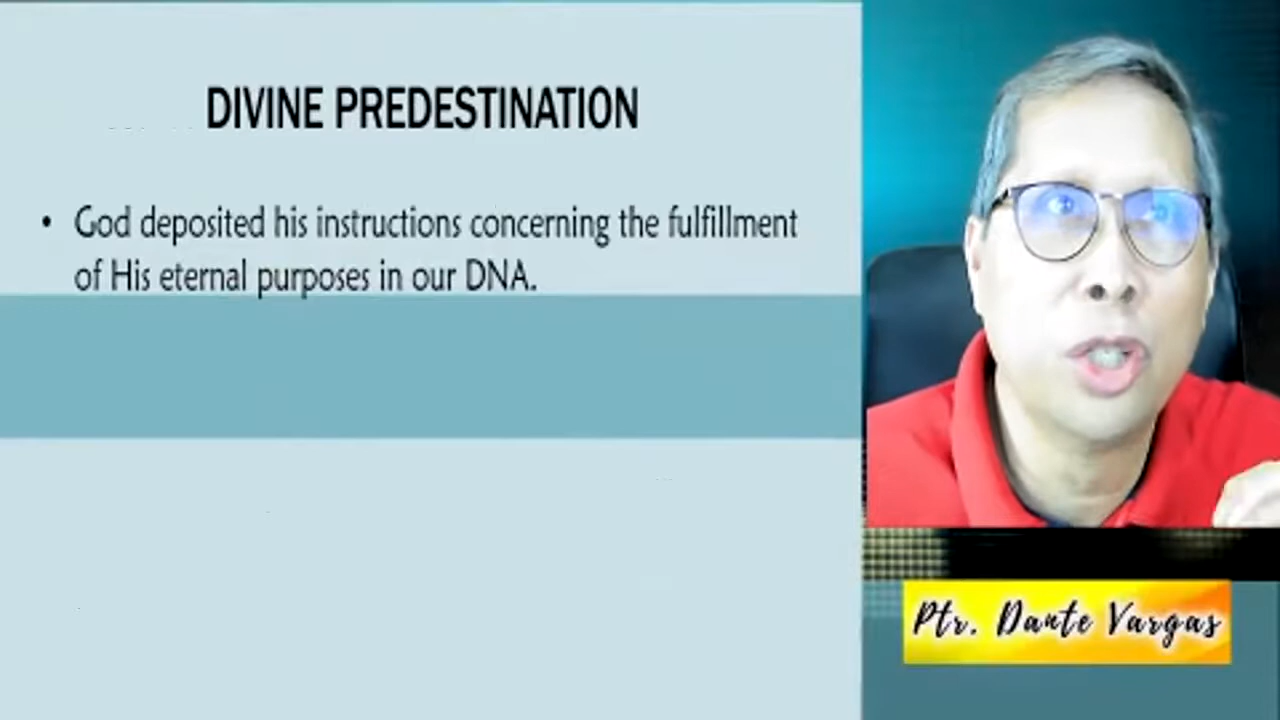 DIVINE PREDESTINATION
• God deposited his instructions concerning the fulfillment
of His eternal purposes in our DNA.
Ptr. Dante Vargas